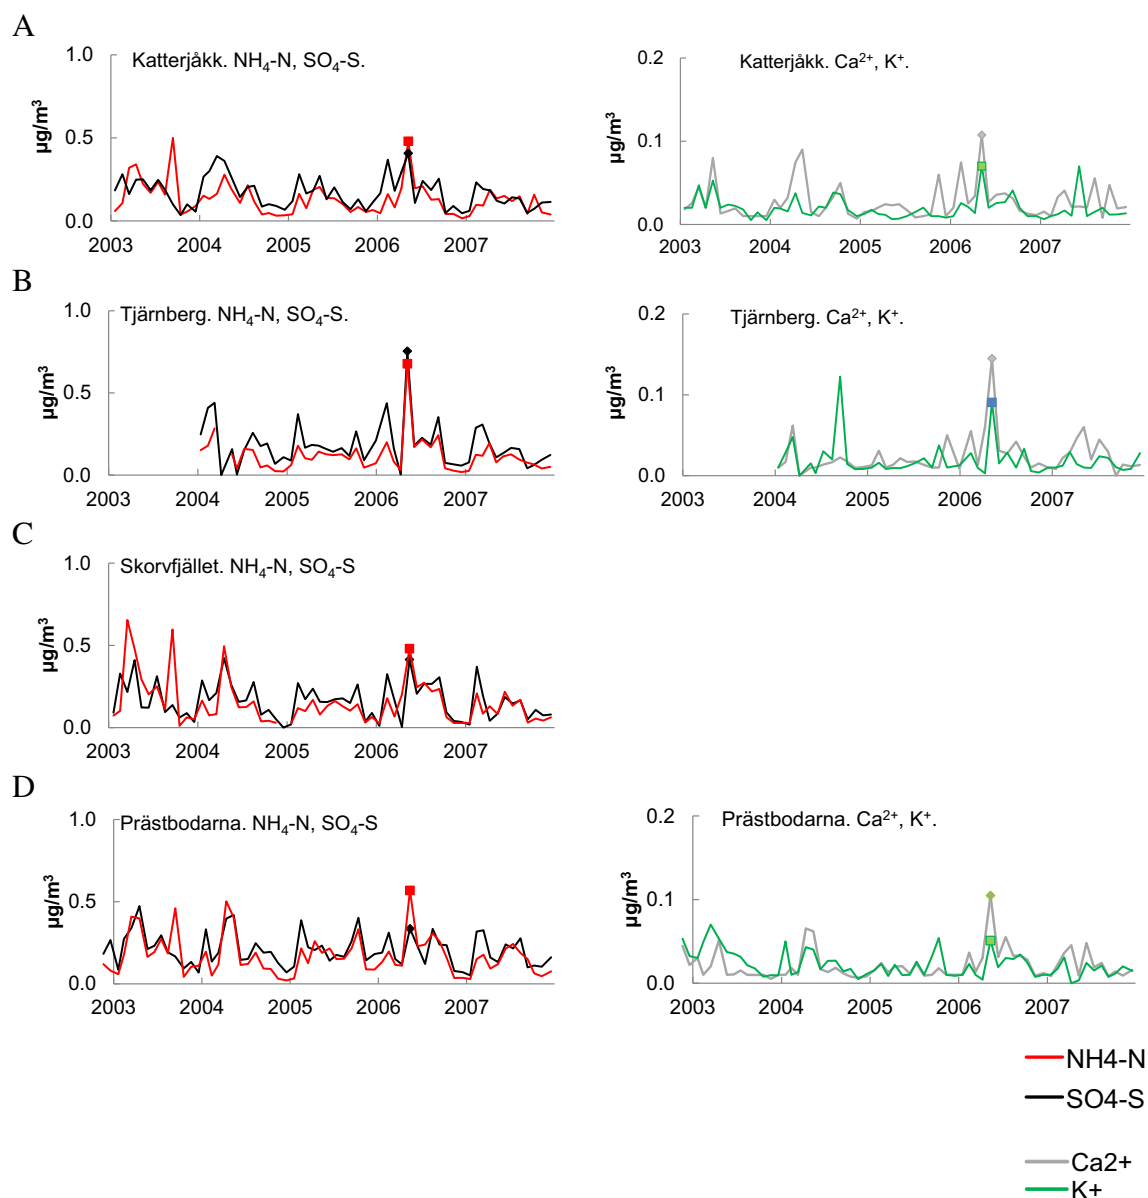 A
Katterjåkk. NH₄-N, SO₄-S.
µg/m³
1.0
0.5
0.0
2003 2004 2005 2006 2007
Katterjåkk. Ca²⁺, K⁺.
µg/m³
0.2
0.1
0.0
2003 2004 2005 2006 2007
B
Tjärnberg. NH₄-N, SO₄-S.
µg/m³
1.0
0.5
0.0
2003 2004 2005 2006 2007
Tjärnberg. Ca²⁺, K⁺.
µg/m³
0.2
0.1
0.0
2003 2004 2005 2006 2007
C
Skorvfjället. NH₄-N, SO₄-S
µg/m³
1.0
0.5
0.0
2003 2004 2005 2006 2007
D
Prästbodarna. NH₄-N, SO₄-S
µg/m³
1.0
0.5
0.0
2003 2004 2005 2006 2007
Prästbodarna. Ca²⁺, K⁺.
µg/m³
0.2
0.1
0.0
2003 2004 2005 2006 2007
NH4-N
SO4-S
Ca2+
K+